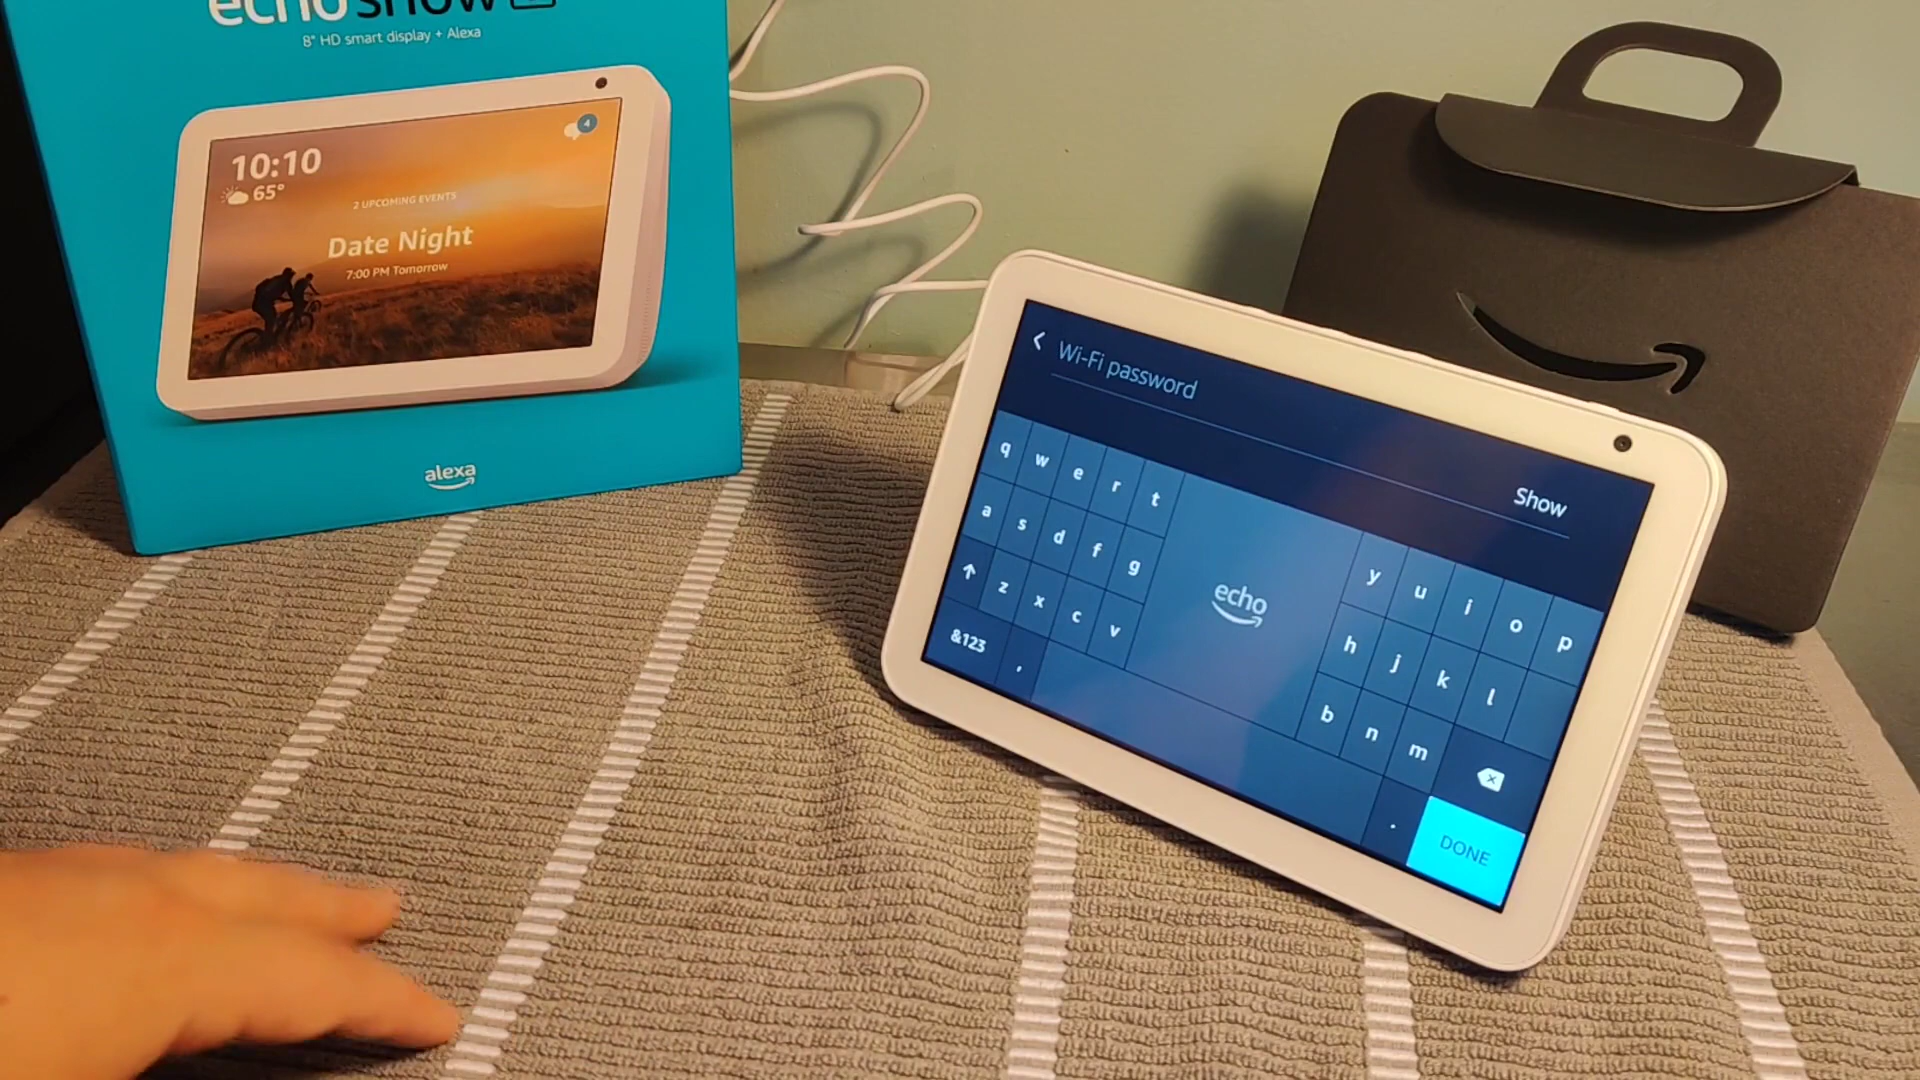 echo show
8" HD smart display + Alexa
10:10
4
65°
2 UPCOMING EVENTS
Date Night
7:00 PM Tomorrow
alexa
Wi-Fi password
Show
q w e r t y u i o p
a s d f g h j k l
z x c v b n m
&123 , . DONE
echo